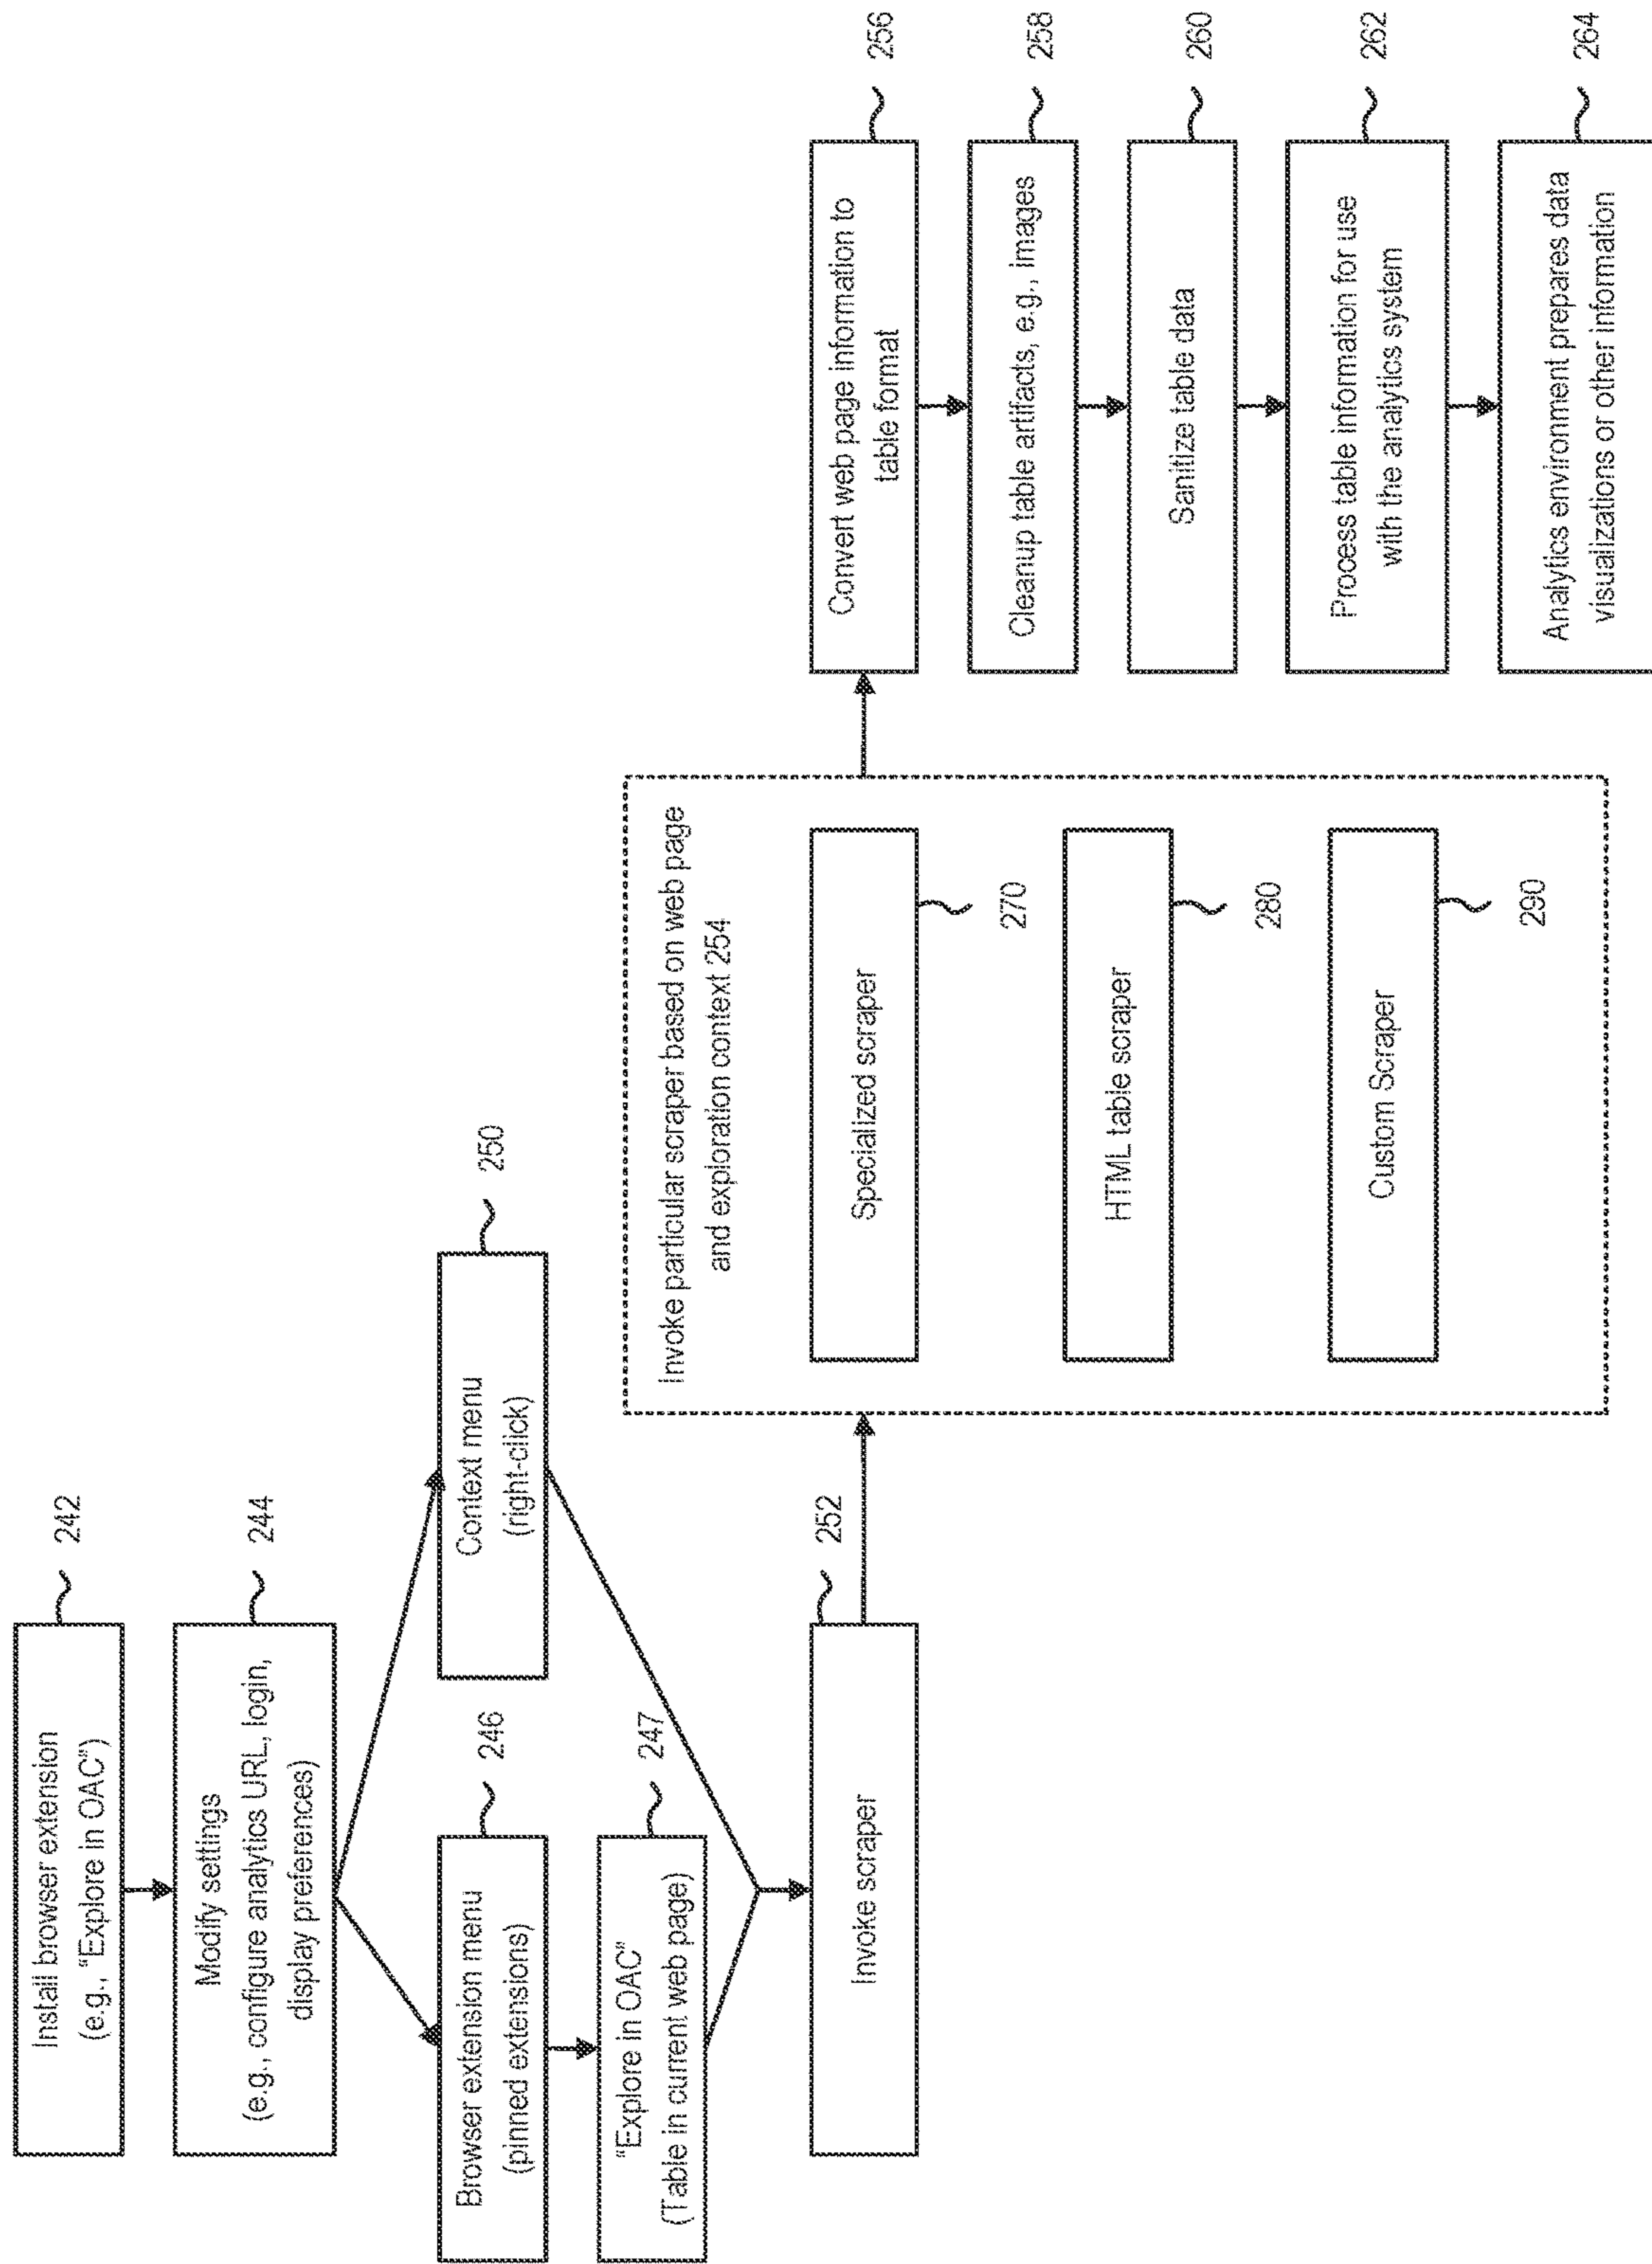 Install browser extension
(e.g., "Explore in OAC")
242
Modify settings
(e.g., configure analytics URL, login,
display preferences)
244
Browser extension menu
(pinned extensions)
246
Context menu
(right-click)
250
"Explore in OAC"
(Table in current web page)
247
Invoke scraper
252
Invoke particular scraper based on web page
and exploration context 254
Specialized scraper
270
HTML table scraper
280
Custom Scraper
290
Convert web page information to
table format
256
Cleanup table artifacts, e.g., images
258
Sanitize table data
260
Process table information for use
with the analytics system
262
Analytics environment prepares data
visualizations or other information
264